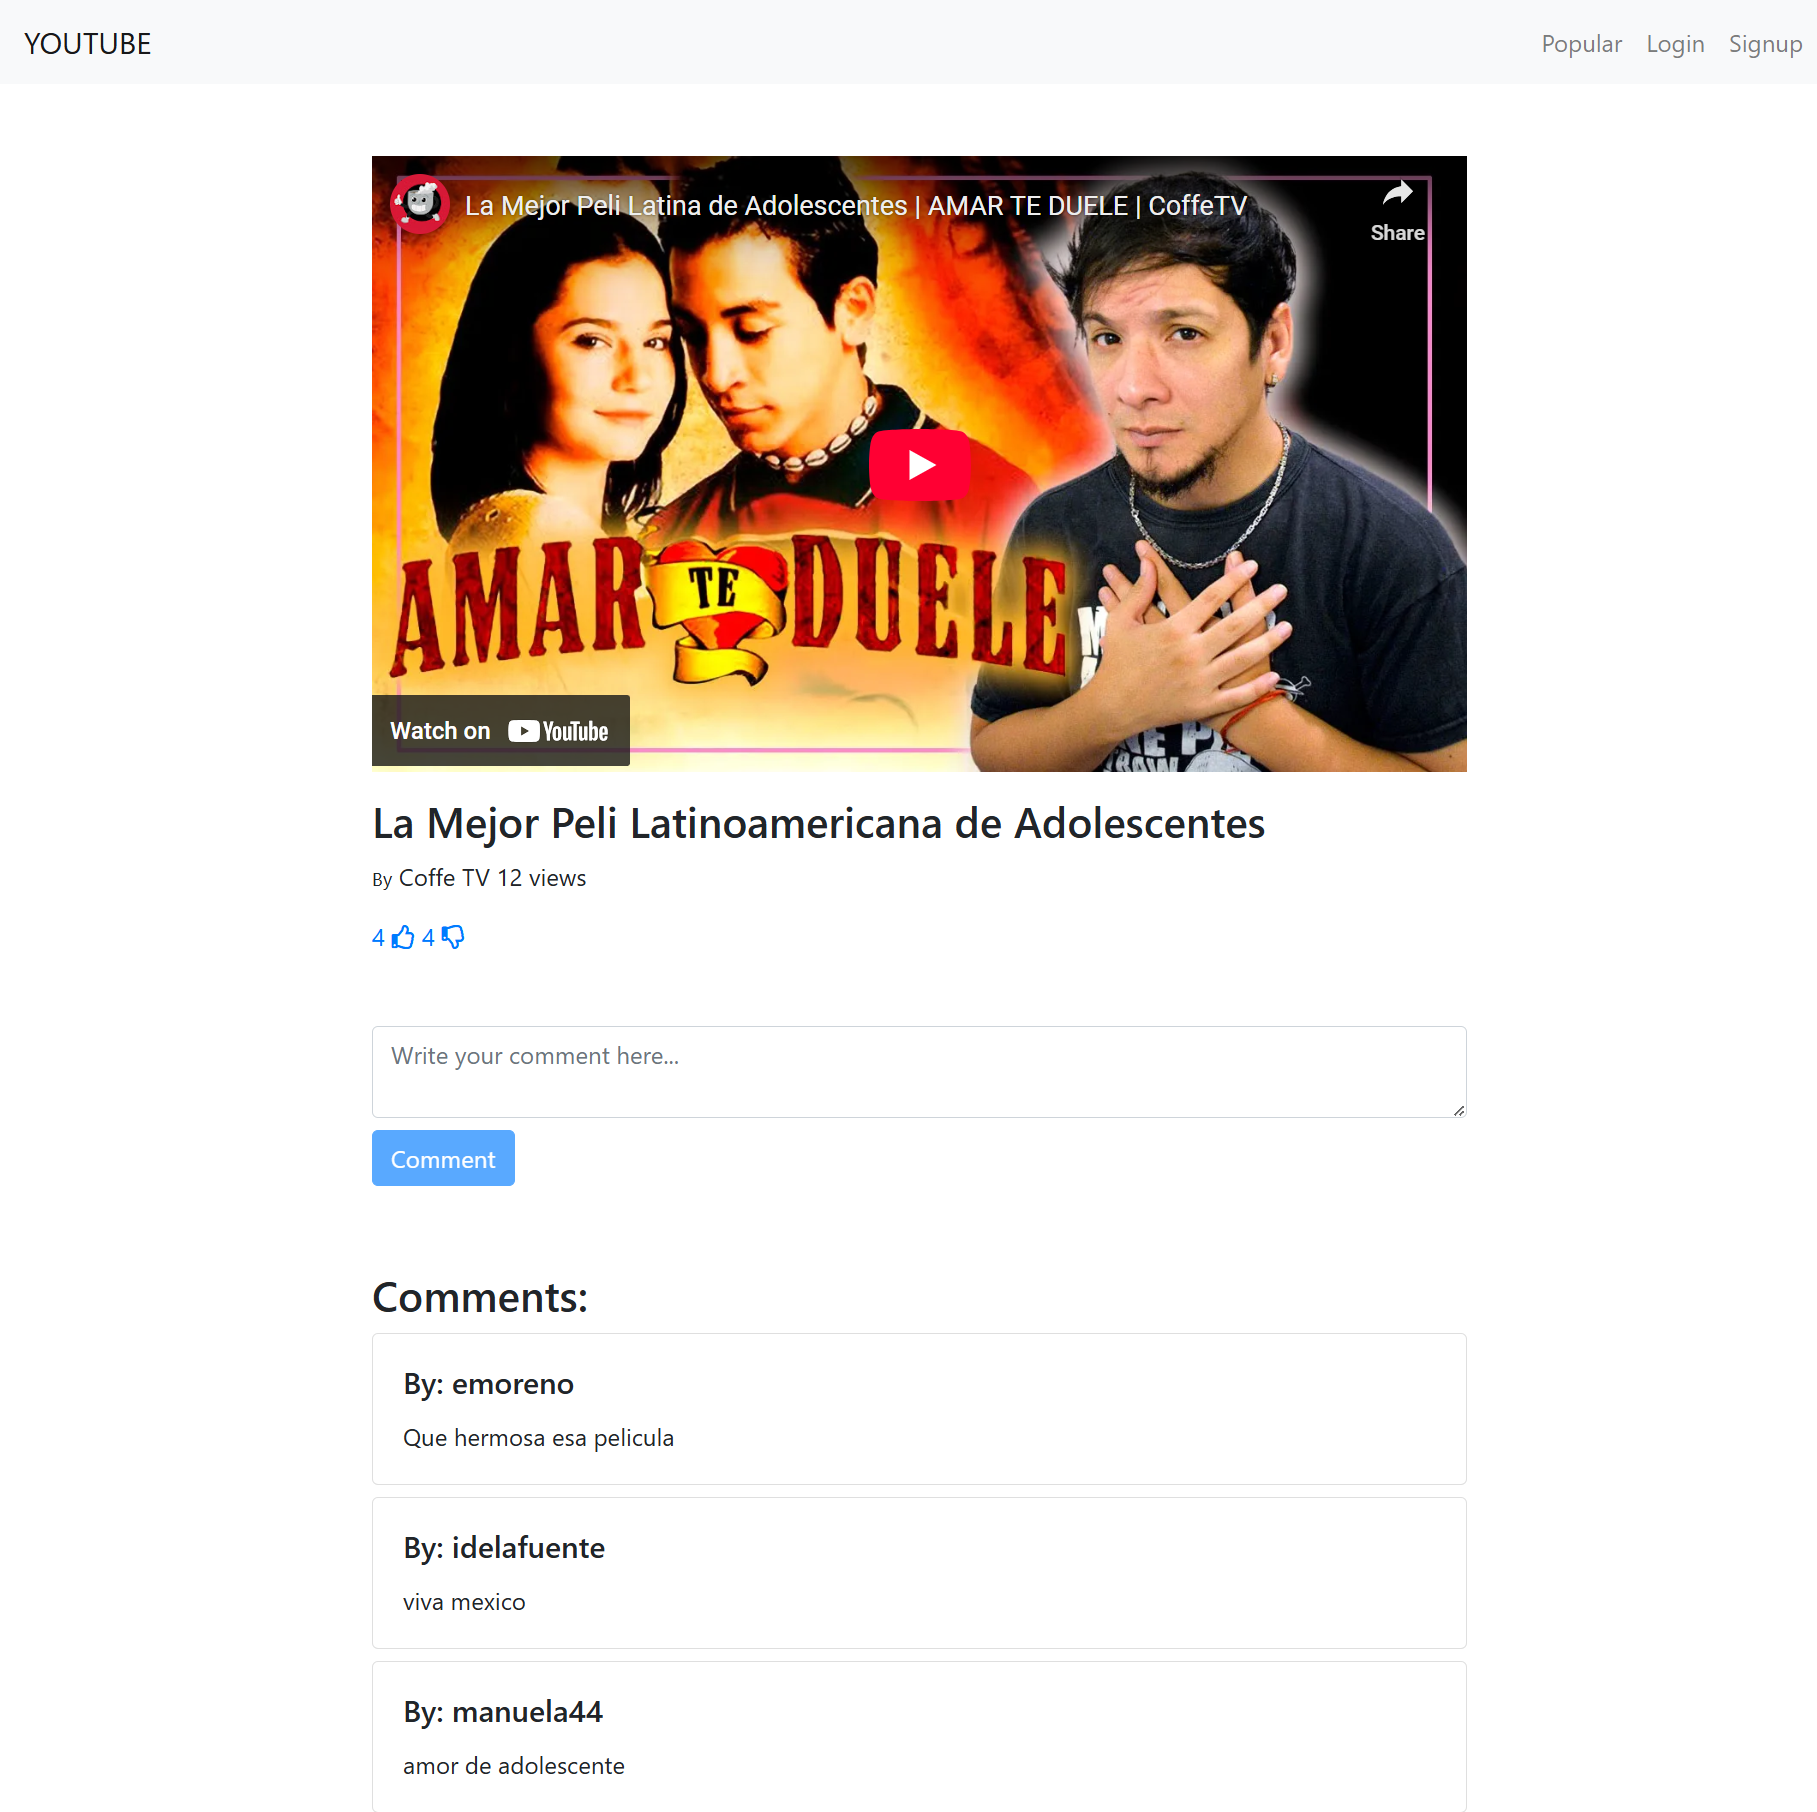 YOUTUBE
Popular Login Signup
La Mejor Peli Latina de Adolescentes | AMAR TE DUELE | CoffeTV
Share
AMAR TE DUELE
Watch on YouTube
La Mejor Peli Latinoamericana de Adolescentes
By Coffe TV 12 views
4 4
Write your comment here...
Comment
Comments:
By: emoreno
Que hermosa esa pelicula
By: idelafuente
viva mexico
By: manuela44
amor de adolescente